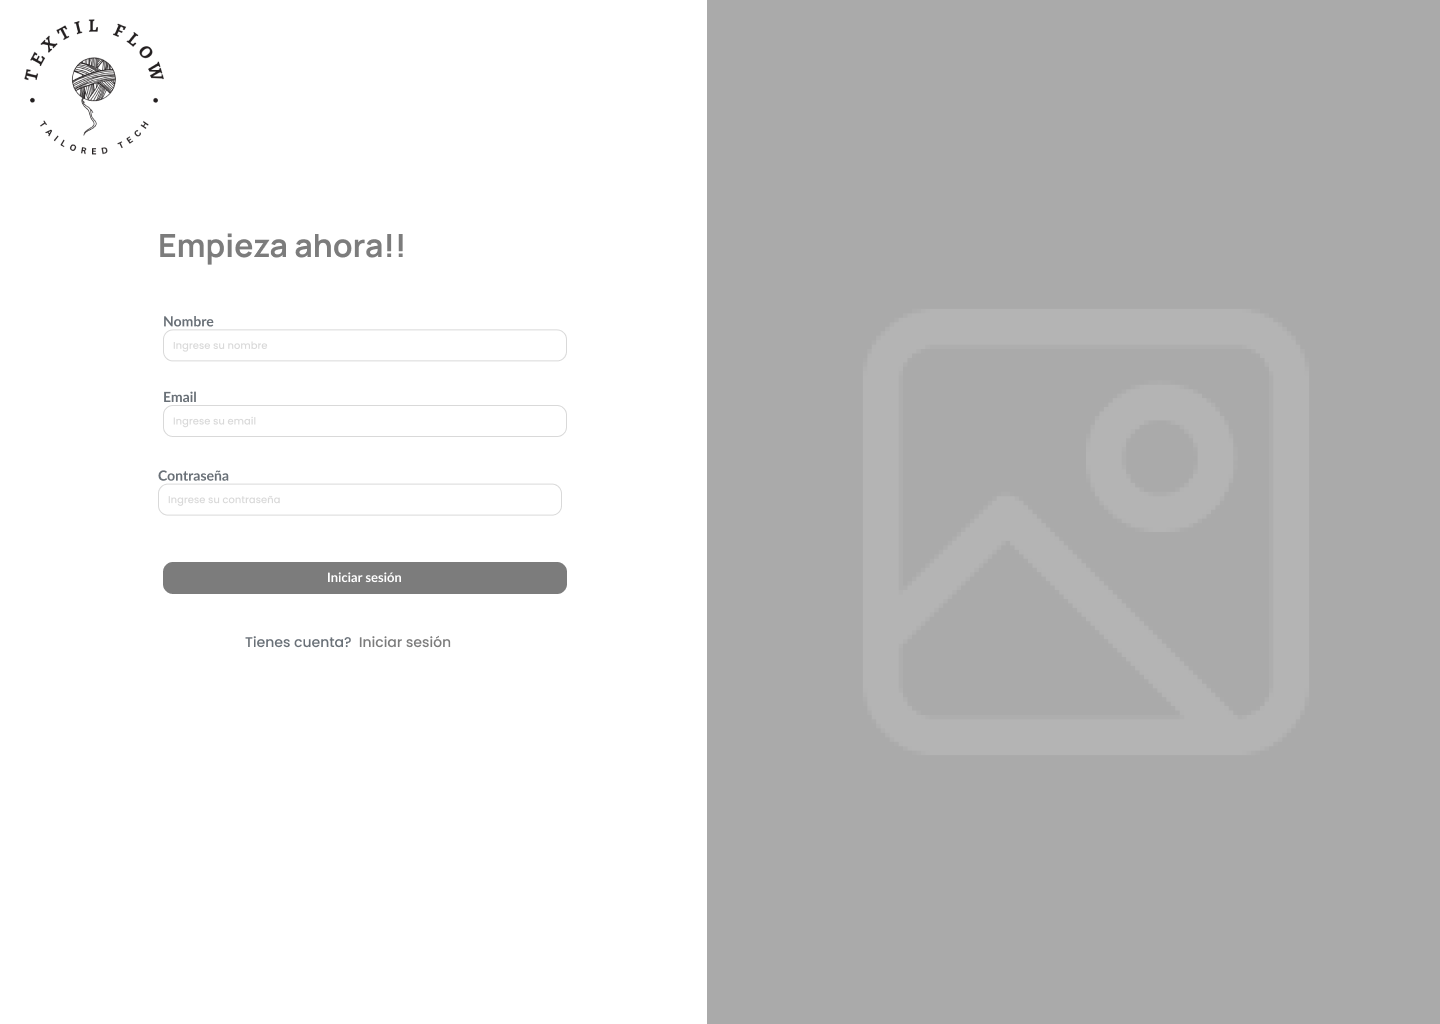 TEXTIL FLOW
TAILORED TECH
Empieza ahora!!
Nombre
Ingrese su nombre
Email
Ingrese su email
Contraseña
Ingrese su contraseña
Iniciar sesión
Tienes cuenta? Iniciar sesión